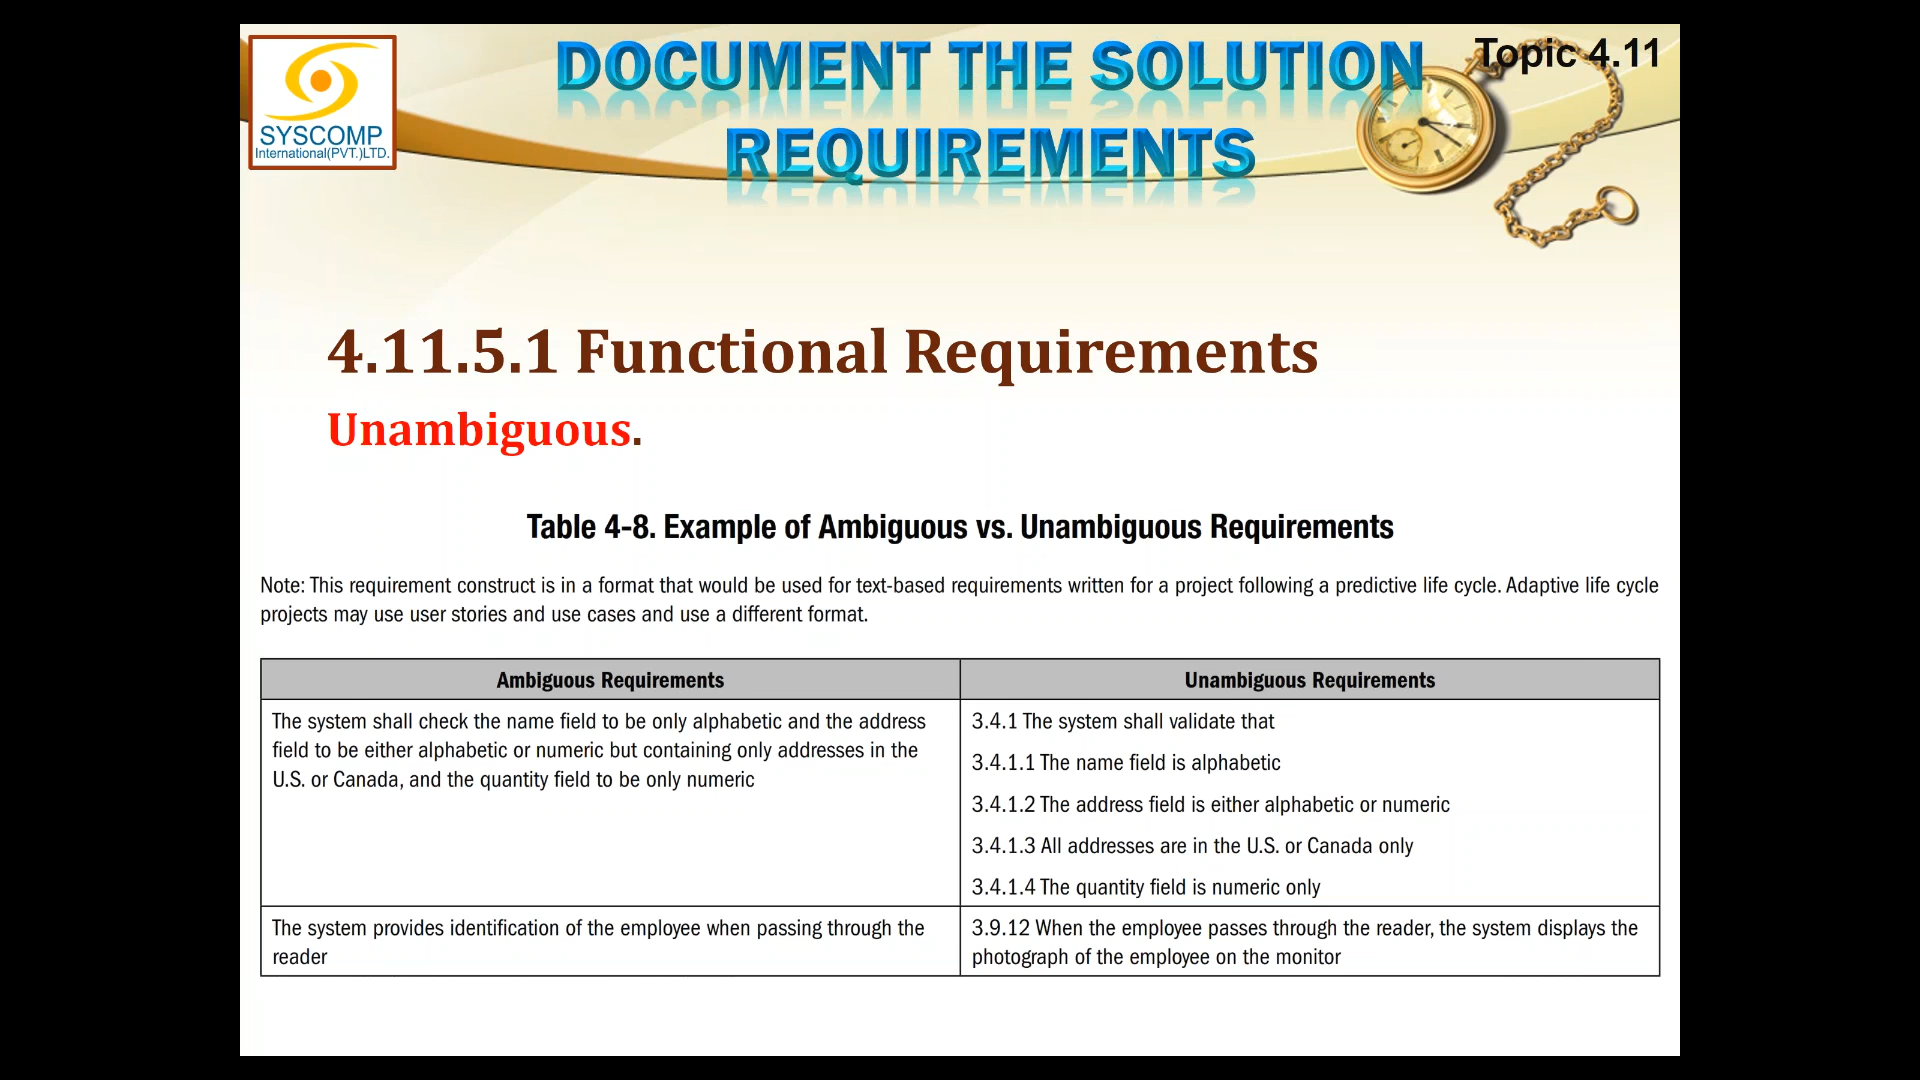 SYSCOMP
International(PVT.)LTD.
DOCUMENT THE SOLUTION
REQUIREMENTS
Topic 4.11
4.11.5.1 Functional Requirements
Unambiguous.
Table 4-8. Example of Ambiguous vs. Unambiguous Requirements
Note: This requirement construct is in a format that would be used for text-based requirements written for a project following a predictive life cycle. Adaptive life cycle
projects may use user stories and use cases and use a different format.
Ambiguous Requirements
Unambiguous Requirements
The system shall check the name field to be only alphabetic and the address
field to be either alphabetic or numeric but containing only addresses in the
U.S. or Canada, and the quantity field to be only numeric
3.4.1 The system shall validate that
3.4.1.1 The name field is alphabetic
3.4.1.2 The address field is either alphabetic or numeric
3.4.1.3 All addresses are in the U.S. or Canada only
3.4.1.4 The quantity field is numeric only
The system provides identification of the employee when passing through the
reader
3.9.12 When the employee passes through the reader, the system displays the
photograph of the employee on the monitor